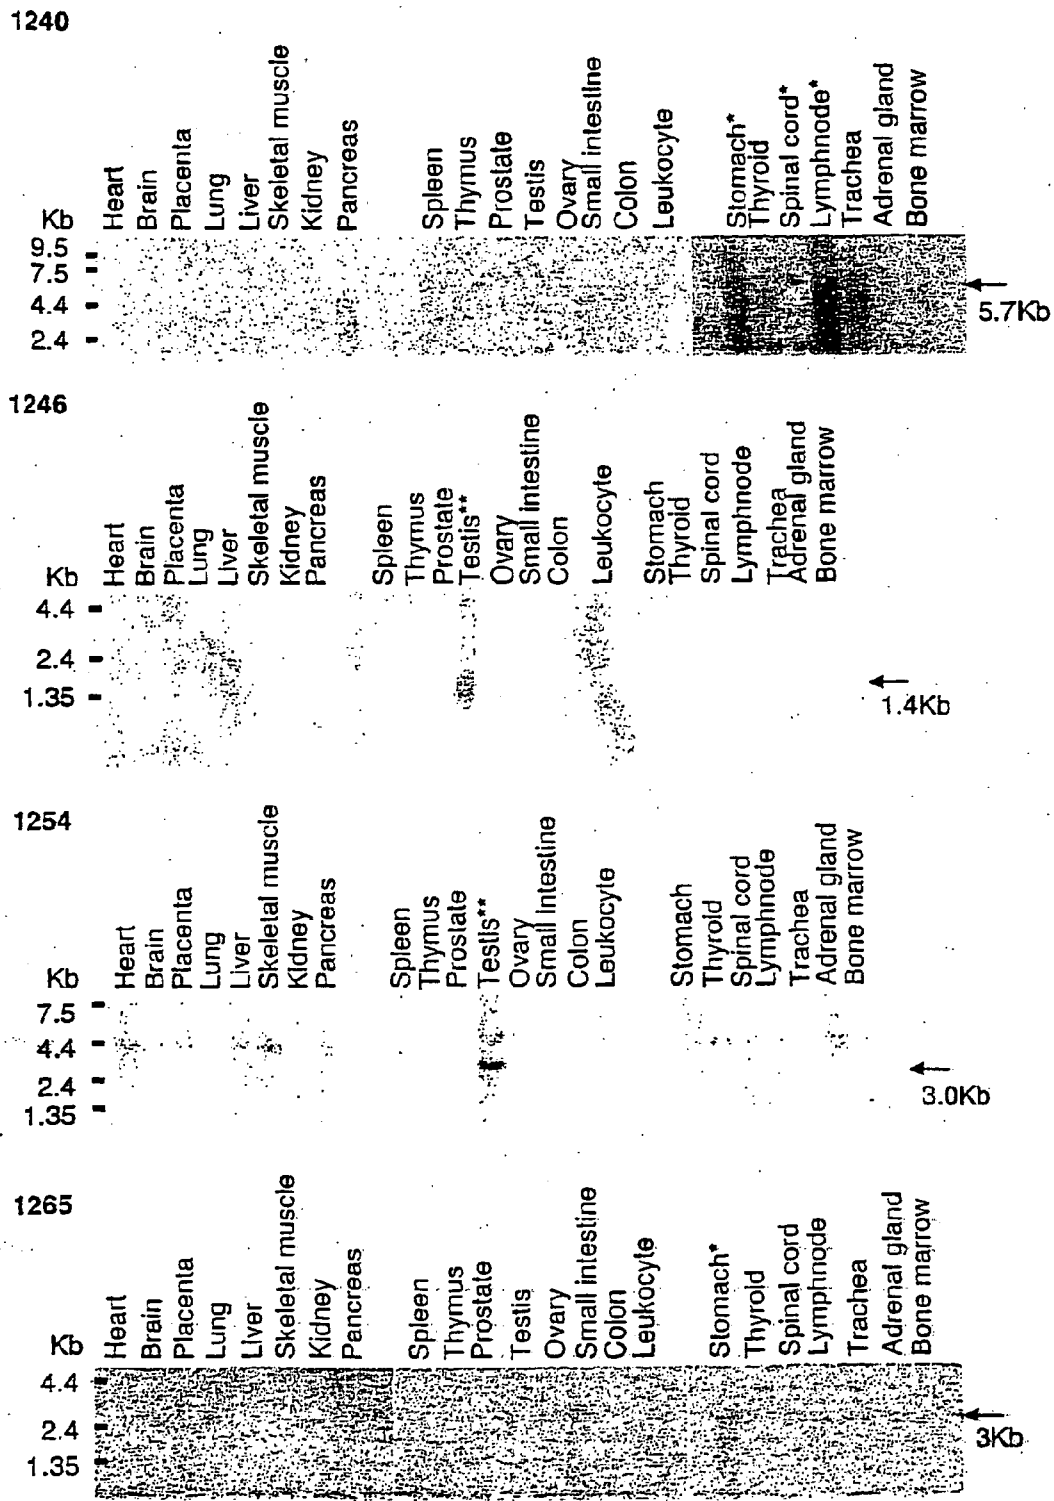 1240
Heart Brain Placenta Lung Liver Skeletal muscle Kidney Pancreas Spleen Thymus Prostate Testis Ovary Small intestine Colon Leukocyte Stomach* Thyroid Spinal cord* Lymphnode* Trachea Adrenal gland Bone marrow
Kb
9.5
7.5
4.4
2.4
5.7Kb
1246
Heart Brain Placenta Lung Liver Skeletal muscle Kidney Pancreas Spleen Thymus Prostate Testis** Ovary Small intestine Colon Leukocyte Stomach Thyroid Spinal cord Lymphnode Trachea Adrenal gland Bone marrow
Kb
4.4
2.4
1.35
1.4Kb
1254
Heart Brain Placenta Lung Liver Skeletal muscle Kidney Pancreas Spleen Thymus Prostate Testis** Ovary Small Intestine Colon Leukocyte Stomach Thyroid Spinal cord Lymphnode Trachea Adrenal gland Bone marrow
Kb
7.5
4.4
2.4
1.35
3.0Kb
1265
Heart Brain Placenta Lung Liver Skeletal muscle Kidney Pancreas Spleen Thymus Prostate Testis Ovary Small intestine Colon Leukocyte Stomach* Thyroid Spinal cord Lymphnode Trachea Adrenal gland Bone marrow
Kb
4.4
2.4
1.35
3Kb